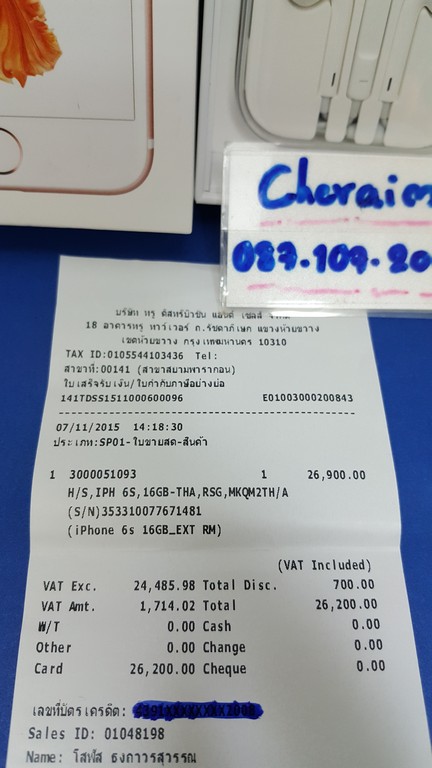 Cheraim
087-107-20
บริษัท ทรู ดิสทริบิวชั่น แอนด์ เซลส์ จำกัด
18 อาคารทรู ทาวเวอร์ ถ.รัชดาภิเษก แขวงห้วยขวาง
เขตห้วยขวาง กรุงเทพมหานคร 10310
TAX ID:0105544103436 Tel:
สาขาที่:00141 (สาขาสยามพารากอน)
ใบเสร็จรับเงิน/ใบกำกับภาษีอย่างย่อ
141TDSS1511000600096 E01003000200843
07/11/2015 14:18:30
ประเภท:SP01-ใบขายสด-สินค้า
1 3000051093 1 26,900.00
H/S,IPH 6S,16GB-THA,RSG,MKQM2TH/A
(S/N)353310077671481
(iPhone 6s 16GB_EXT RM)
(VAT Included)
VAT Exc. 24,485.98 Total Disc. 700.00
VAT Amt. 1,714.02 Total 26,200.00
W/T 0.00 Cash 0.00
Other 0.00 Change 0.00
Card 26,200.00 Cheque 0.00
เลขที่บัตรเครดิต:
Sales ID: 01048198
Name: โสฬส ธงถาวรสุวรรณ